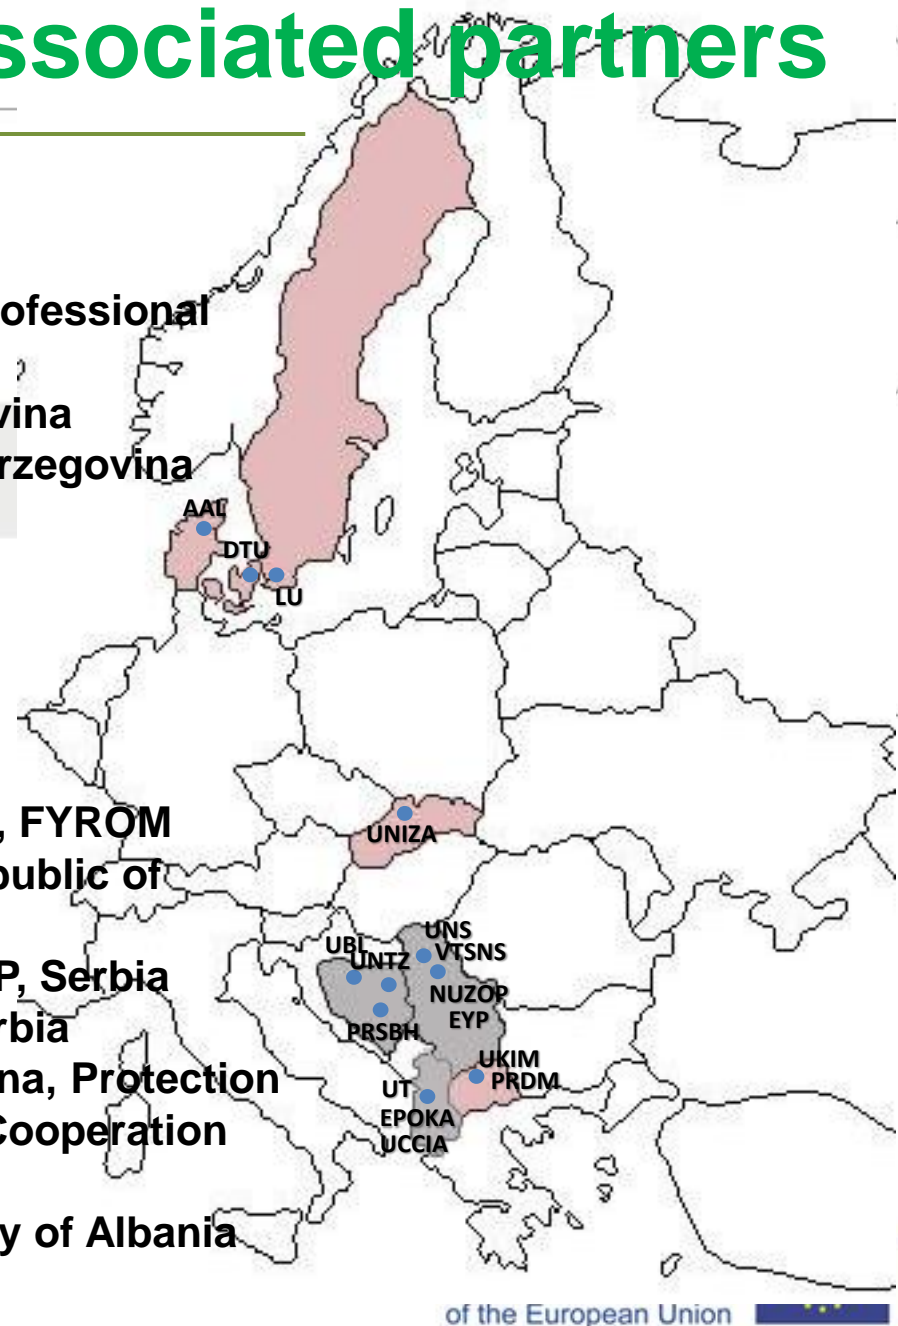 ssociated partners
ofessional
vina
rzegovina
AAL
DTU
LU
, FYROM
UNIZA
public of
UNS
UBL
VTSNS
UNTZ
P, Serbia
NUZOP
EYP
rbia
PRSBH
UKIM
na, Protection
PRDM
UT
EPOKA
Cooperation
UCCIA
y of Albania
of the European Union